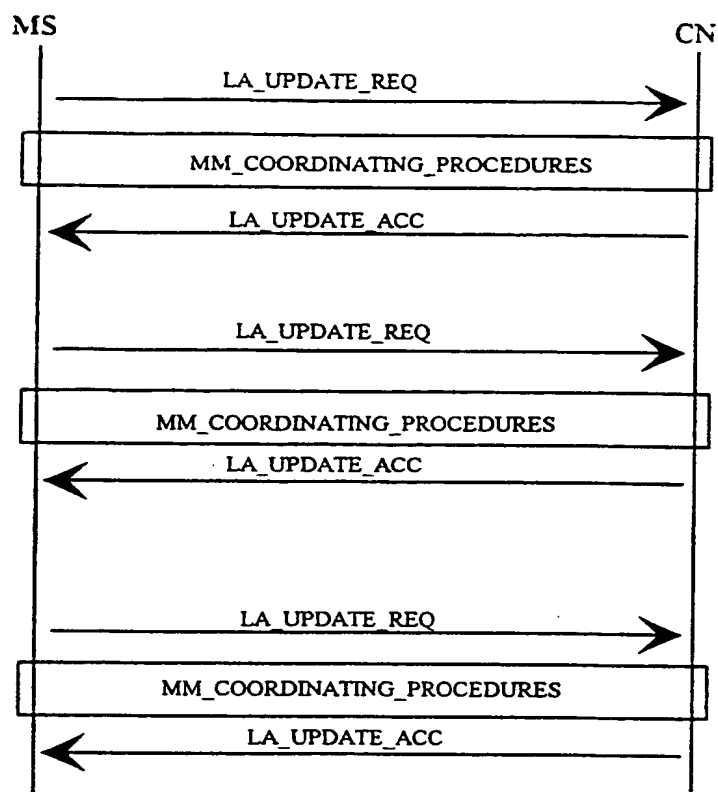 MS
CN
LA_UPDATE_REQ
MM_COORDINATING_PROCEDURES
LA_UPDATE_ACC
LA_UPDATE_REQ
MM_COORDINATING_PROCEDURES
LA_UPDATE_ACC
LA_UPDATE_REQ
MM_COORDINATING_PROCEDURES
LA_UPDATE_ACC